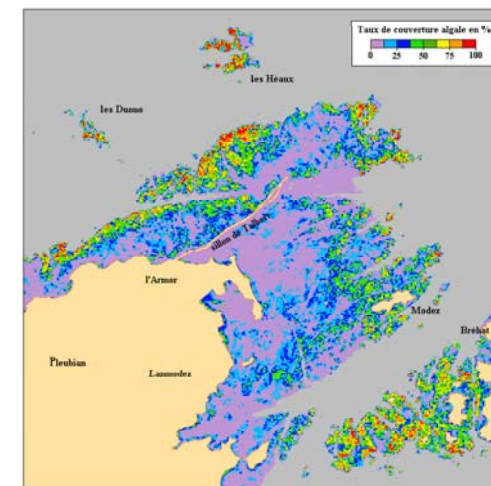 Taux de couverture algale en %
0 25 50 75 100
les Héaux
les Duono
sillon de Talbert
l'Armor
Modez
Bréhat
Pleubian
Lanmodez